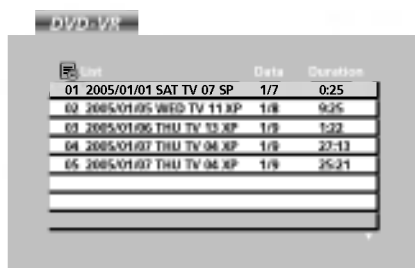 DVD-VR
List Data Duration
01 2005/01/01 SAT TV 07 SP 1/7 0:25
02 2005/01/05 WED TV 11 XP 1/8 9:25
03 2005/01/06 THU TV 13 XP 1/9 1:22
04 2005/01/07 THU TV 04 XP 1/9 27:13
05 2005/01/07 THU TV 04 XP 1/9 25:21